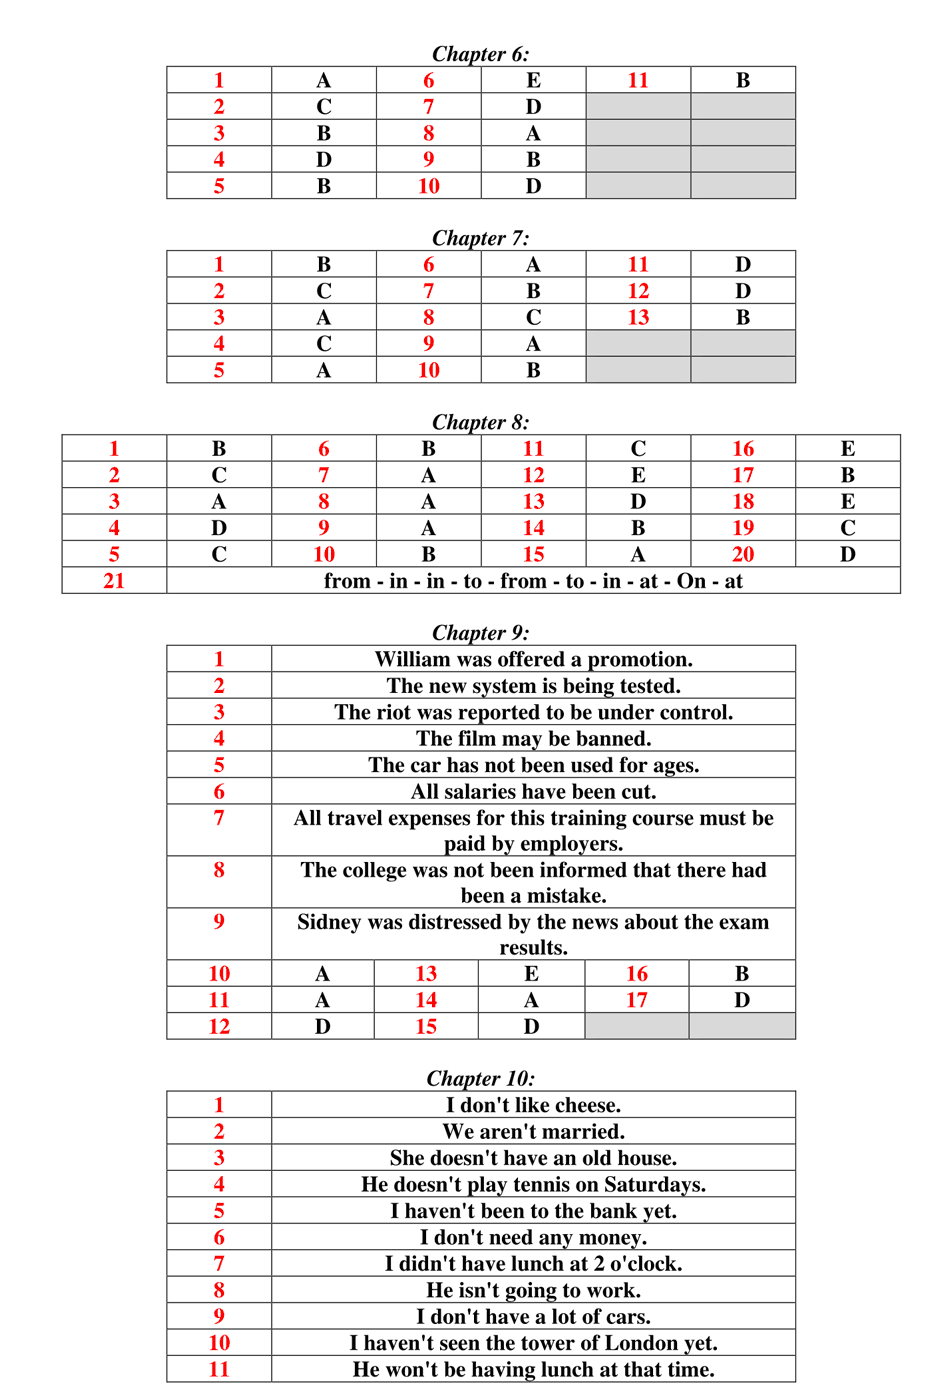 Chapter 6:
1 A 6 E 11 B
2 C 7 D
3 B 8 A
4 D 9 B
5 B 10 D
Chapter 7:
1 B 6 A 11 D
2 C 7 B 12 D
3 A 8 C 13 B
4 C 9 A
5 A 10 B
Chapter 8:
1 B 6 B 11 C 16 E
2 C 7 A 12 E 17 B
3 A 8 A 13 D 18 E
4 D 9 A 14 B 19 C
5 C 10 B 15 A 20 D
21 from - in - in - to - from - to - in - at - On - at
Chapter 9:
1 William was offered a promotion.
2 The new system is being tested.
3 The riot was reported to be under control.
4 The film may be banned.
5 The car has not been used for ages.
6 All salaries have been cut.
7 All travel expenses for this training course must be
paid by employers.
8 The college was not been informed that there had
been a mistake.
9 Sidney was distressed by the news about the exam
results.
10 A 13 E 16 B
11 A 14 A 17 D
12 D 15 D
Chapter 10:
1 I don't like cheese.
2 We aren't married.
3 She doesn't have an old house.
4 He doesn't play tennis on Saturdays.
5 I haven't been to the bank yet.
6 I don't need any money.
7 I didn't have lunch at 2 o'clock.
8 He isn't going to work.
9 I don't have a lot of cars.
10 I haven't seen the tower of London yet.
11 He won't be having lunch at that time.